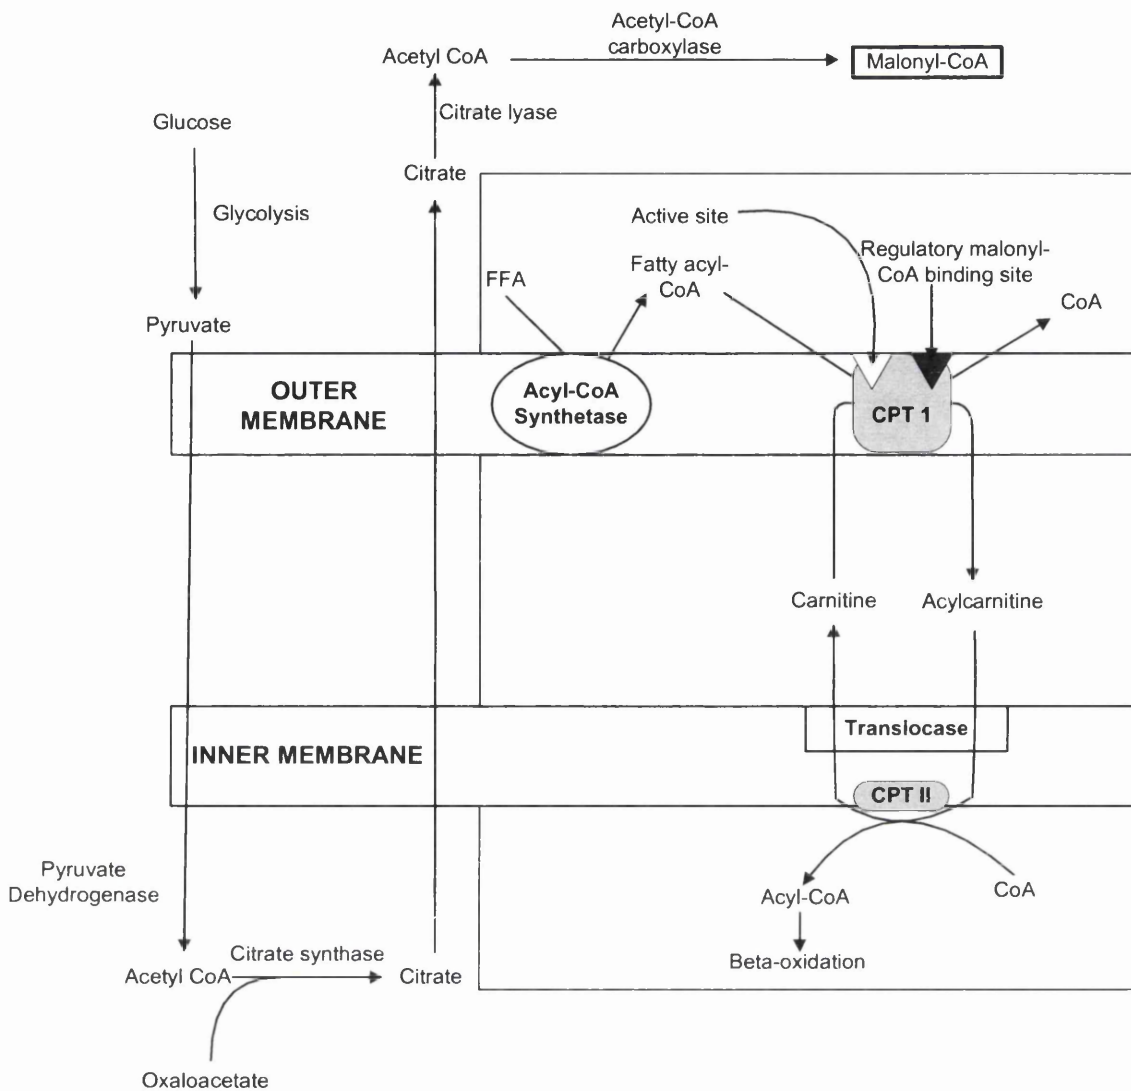 Acetyl-CoA
carboxylase
Acetyl CoA
Malonyl-CoA
Citrate lyase
Glucose
Citrate
Glycolysis
Active site
Regulatory malonyl-
CoA binding site
Fatty acyl-
CoA
FFA
CoA
Pyruvate
OUTER
MEMBRANE
Acyl-CoA
Synthetase
CPT 1
Carnitine
Acylcarnitine
Translocase
INNER MEMBRANE
CPT II
Pyruvate
Dehydrogenase
Acyl-CoA
CoA
Beta-oxidation
Citrate synthase
Acetyl CoA
Citrate
Oxaloacetate